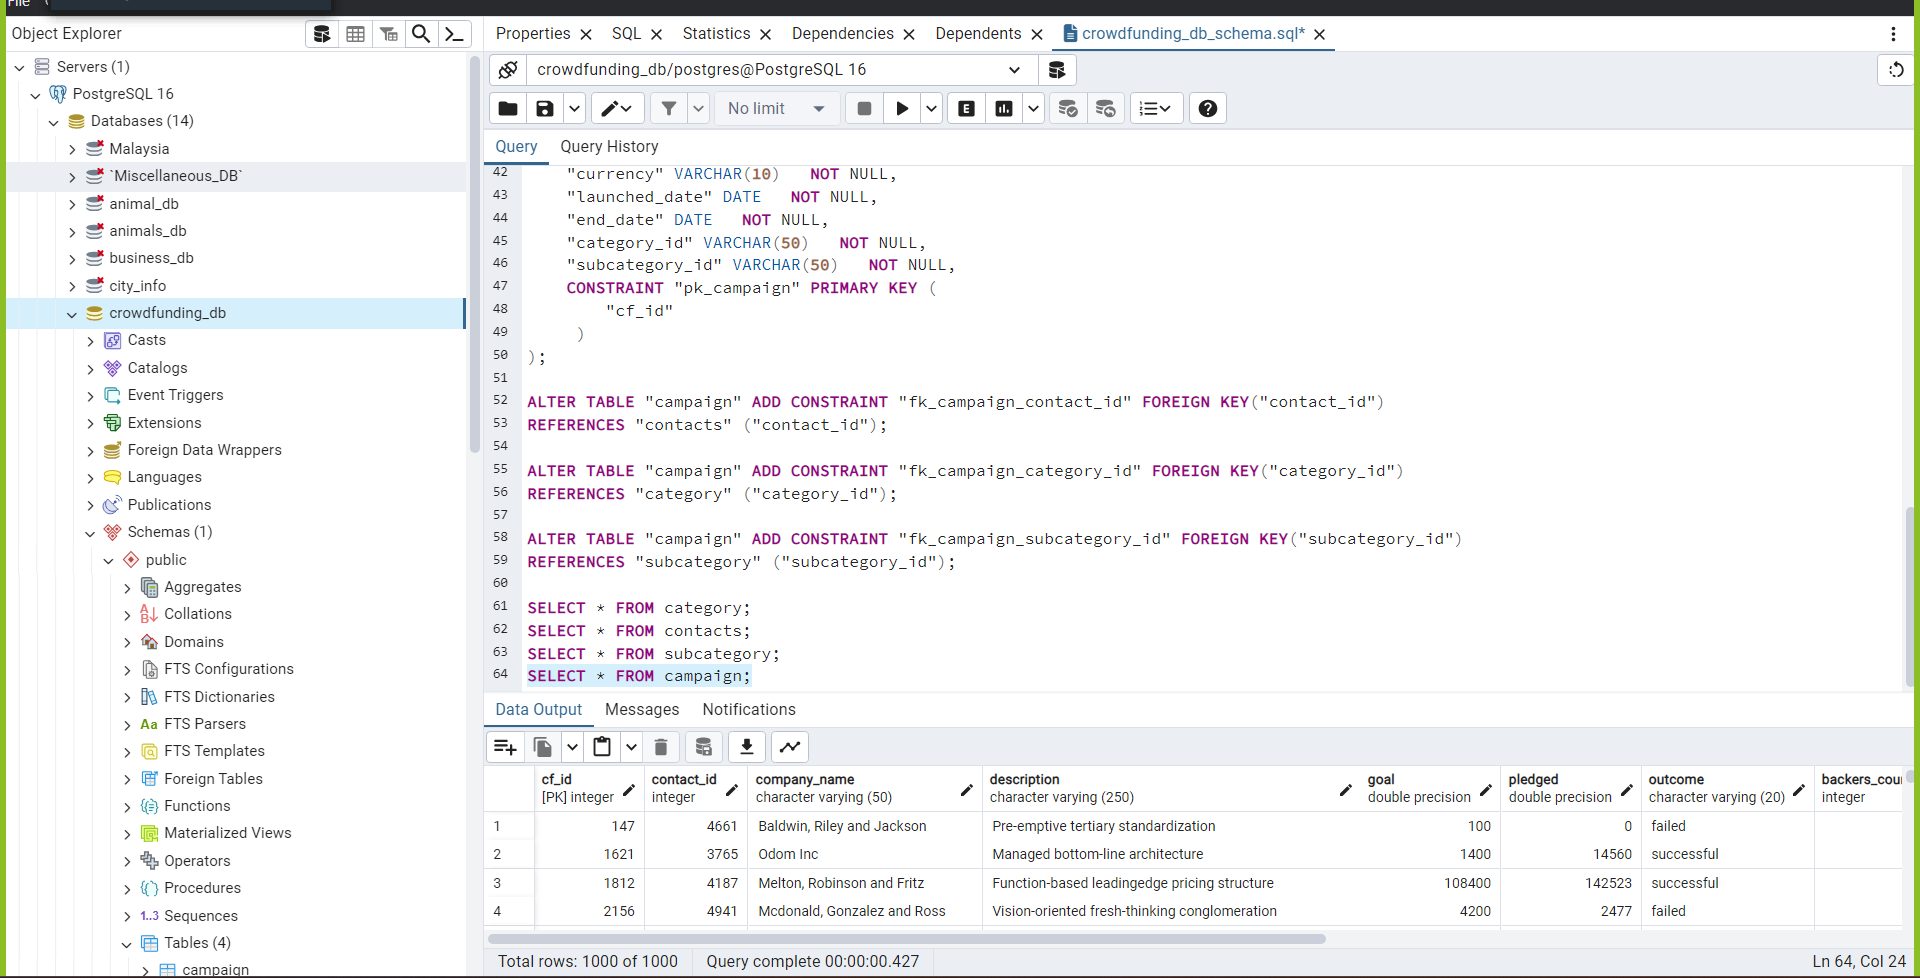 File
Object Explorer
Servers (1)
PostgreSQL 16
Databases (14)
Malaysia
`Miscellaneous_DB`
animal_db
animals_db
business_db
city_info
crowdfunding_db
Casts
Catalogs
Event Triggers
Extensions
Foreign Data Wrappers
Languages
Publications
Schemas (1)
public
Aggregates
Collations
Domains
FTS Configurations
FTS Dictionaries
Aa FTS Parsers
FTS Templates
Foreign Tables
Functions
Materialized Views
Operators
Procedures
1..3 Sequences
Tables (4)
campaign
Properties SQL Statistics Dependencies Dependents crowdfunding_db_schema.sql*
crowdfunding_db/postgres@PostgreSQL 16
No limit E
Query Query History
42 "currency" VARCHAR(10) NOT NULL,
43 "launched_date" DATE NOT NULL,
44 "end_date" DATE NOT NULL,
45 "category_id" VARCHAR(50) NOT NULL,
46 "subcategory_id" VARCHAR(50) NOT NULL,
47 CONSTRAINT "pk_campaign" PRIMARY KEY (
48 "cf_id"
49 )
50 );
51
52 ALTER TABLE "campaign" ADD CONSTRAINT "fk_campaign_contact_id" FOREIGN KEY("contact_id")
53 REFERENCES "contacts" ("contact_id");
54
55 ALTER TABLE "campaign" ADD CONSTRAINT "fk_campaign_category_id" FOREIGN KEY("category_id")
56 REFERENCES "category" ("category_id");
57
58 ALTER TABLE "campaign" ADD CONSTRAINT "fk_campaign_subcategory_id" FOREIGN KEY("subcategory_id")
59 REFERENCES "subcategory" ("subcategory_id");
60
61 SELECT * FROM category;
62 SELECT * FROM contacts;
63 SELECT * FROM subcategory;
64 SELECT * FROM campaign;
Data Output Messages Notifications
cf_id contact_id company_name description goal pledged outcome backers_cou
[PK] integer integer character varying (50) character varying (250) double precision double precision character varying (20) integer
1 147 4661 Baldwin, Riley and Jackson Pre-emptive tertiary standardization 100 0 failed
2 1621 3765 Odom Inc Managed bottom-line architecture 1400 14560 successful
3 1812 4187 Melton, Robinson and Fritz Function-based leadingedge pricing structure 108400 142523 successful
4 2156 4941 Mcdonald, Gonzalez and Ross Vision-oriented fresh-thinking conglomeration 4200 2477 failed
Total rows: 1000 of 1000 Query complete 00:00:00.427 Ln 64, Col 24